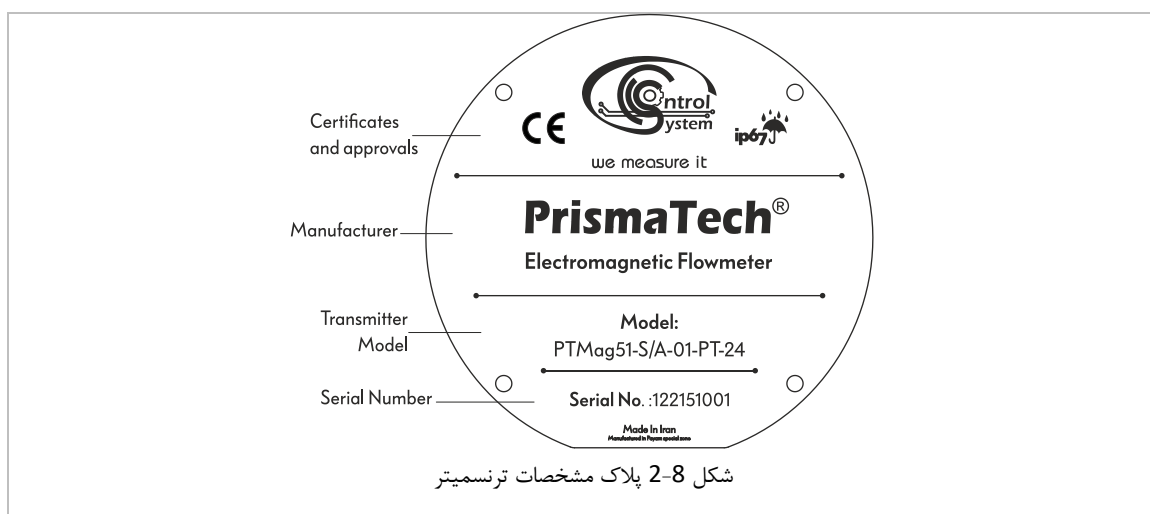 Control
System
CE
ip67
we measure it
Certificates
and approvals
PrismaTech®
Electromagnetic Flowmeter
Manufacturer
Transmitter
Model
Model:
PTMag51-S/A-01-PT-24
Serial Number
Serial No. :122151001
Made In Iran
Manufactured in Payam special zone
شکل 8-2 پلاک مشخصات ترنسمیتر